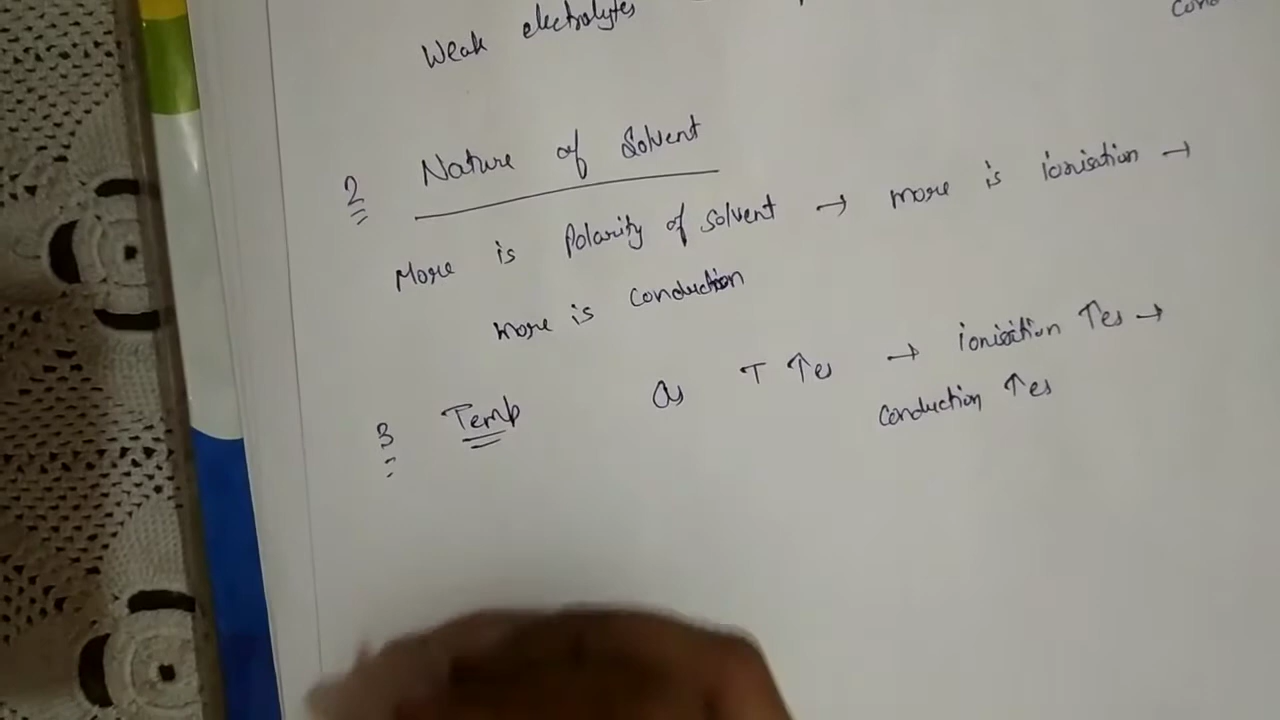 Weak electrolytes
2 Nature of Solvent
More is Polarity of solvent → more is ionisation →
more is conduction
3 Temp as T ↑es → ionisation ↑es →
conduction ↑es